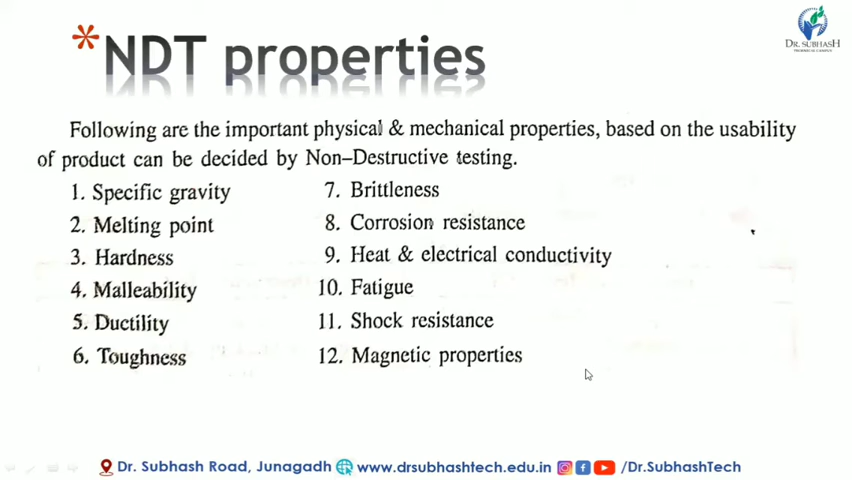 * NDT properties
DR. SUBHASH
Following are the important physical & mechanical properties, based on the usability
of product can be decided by Non–Destructive testing.
1. Specific gravity
2. Melting point
3. Hardness
4. Malleability
5. Ductility
6. Toughness
7. Brittleness
8. Corrosion resistance
9. Heat & electrical conductivity
10. Fatigue
11. Shock resistance
12. Magnetic properties
Dr. Subhash Road, Junagadh www.drsubhashtech.edu.in /Dr.SubhashTech